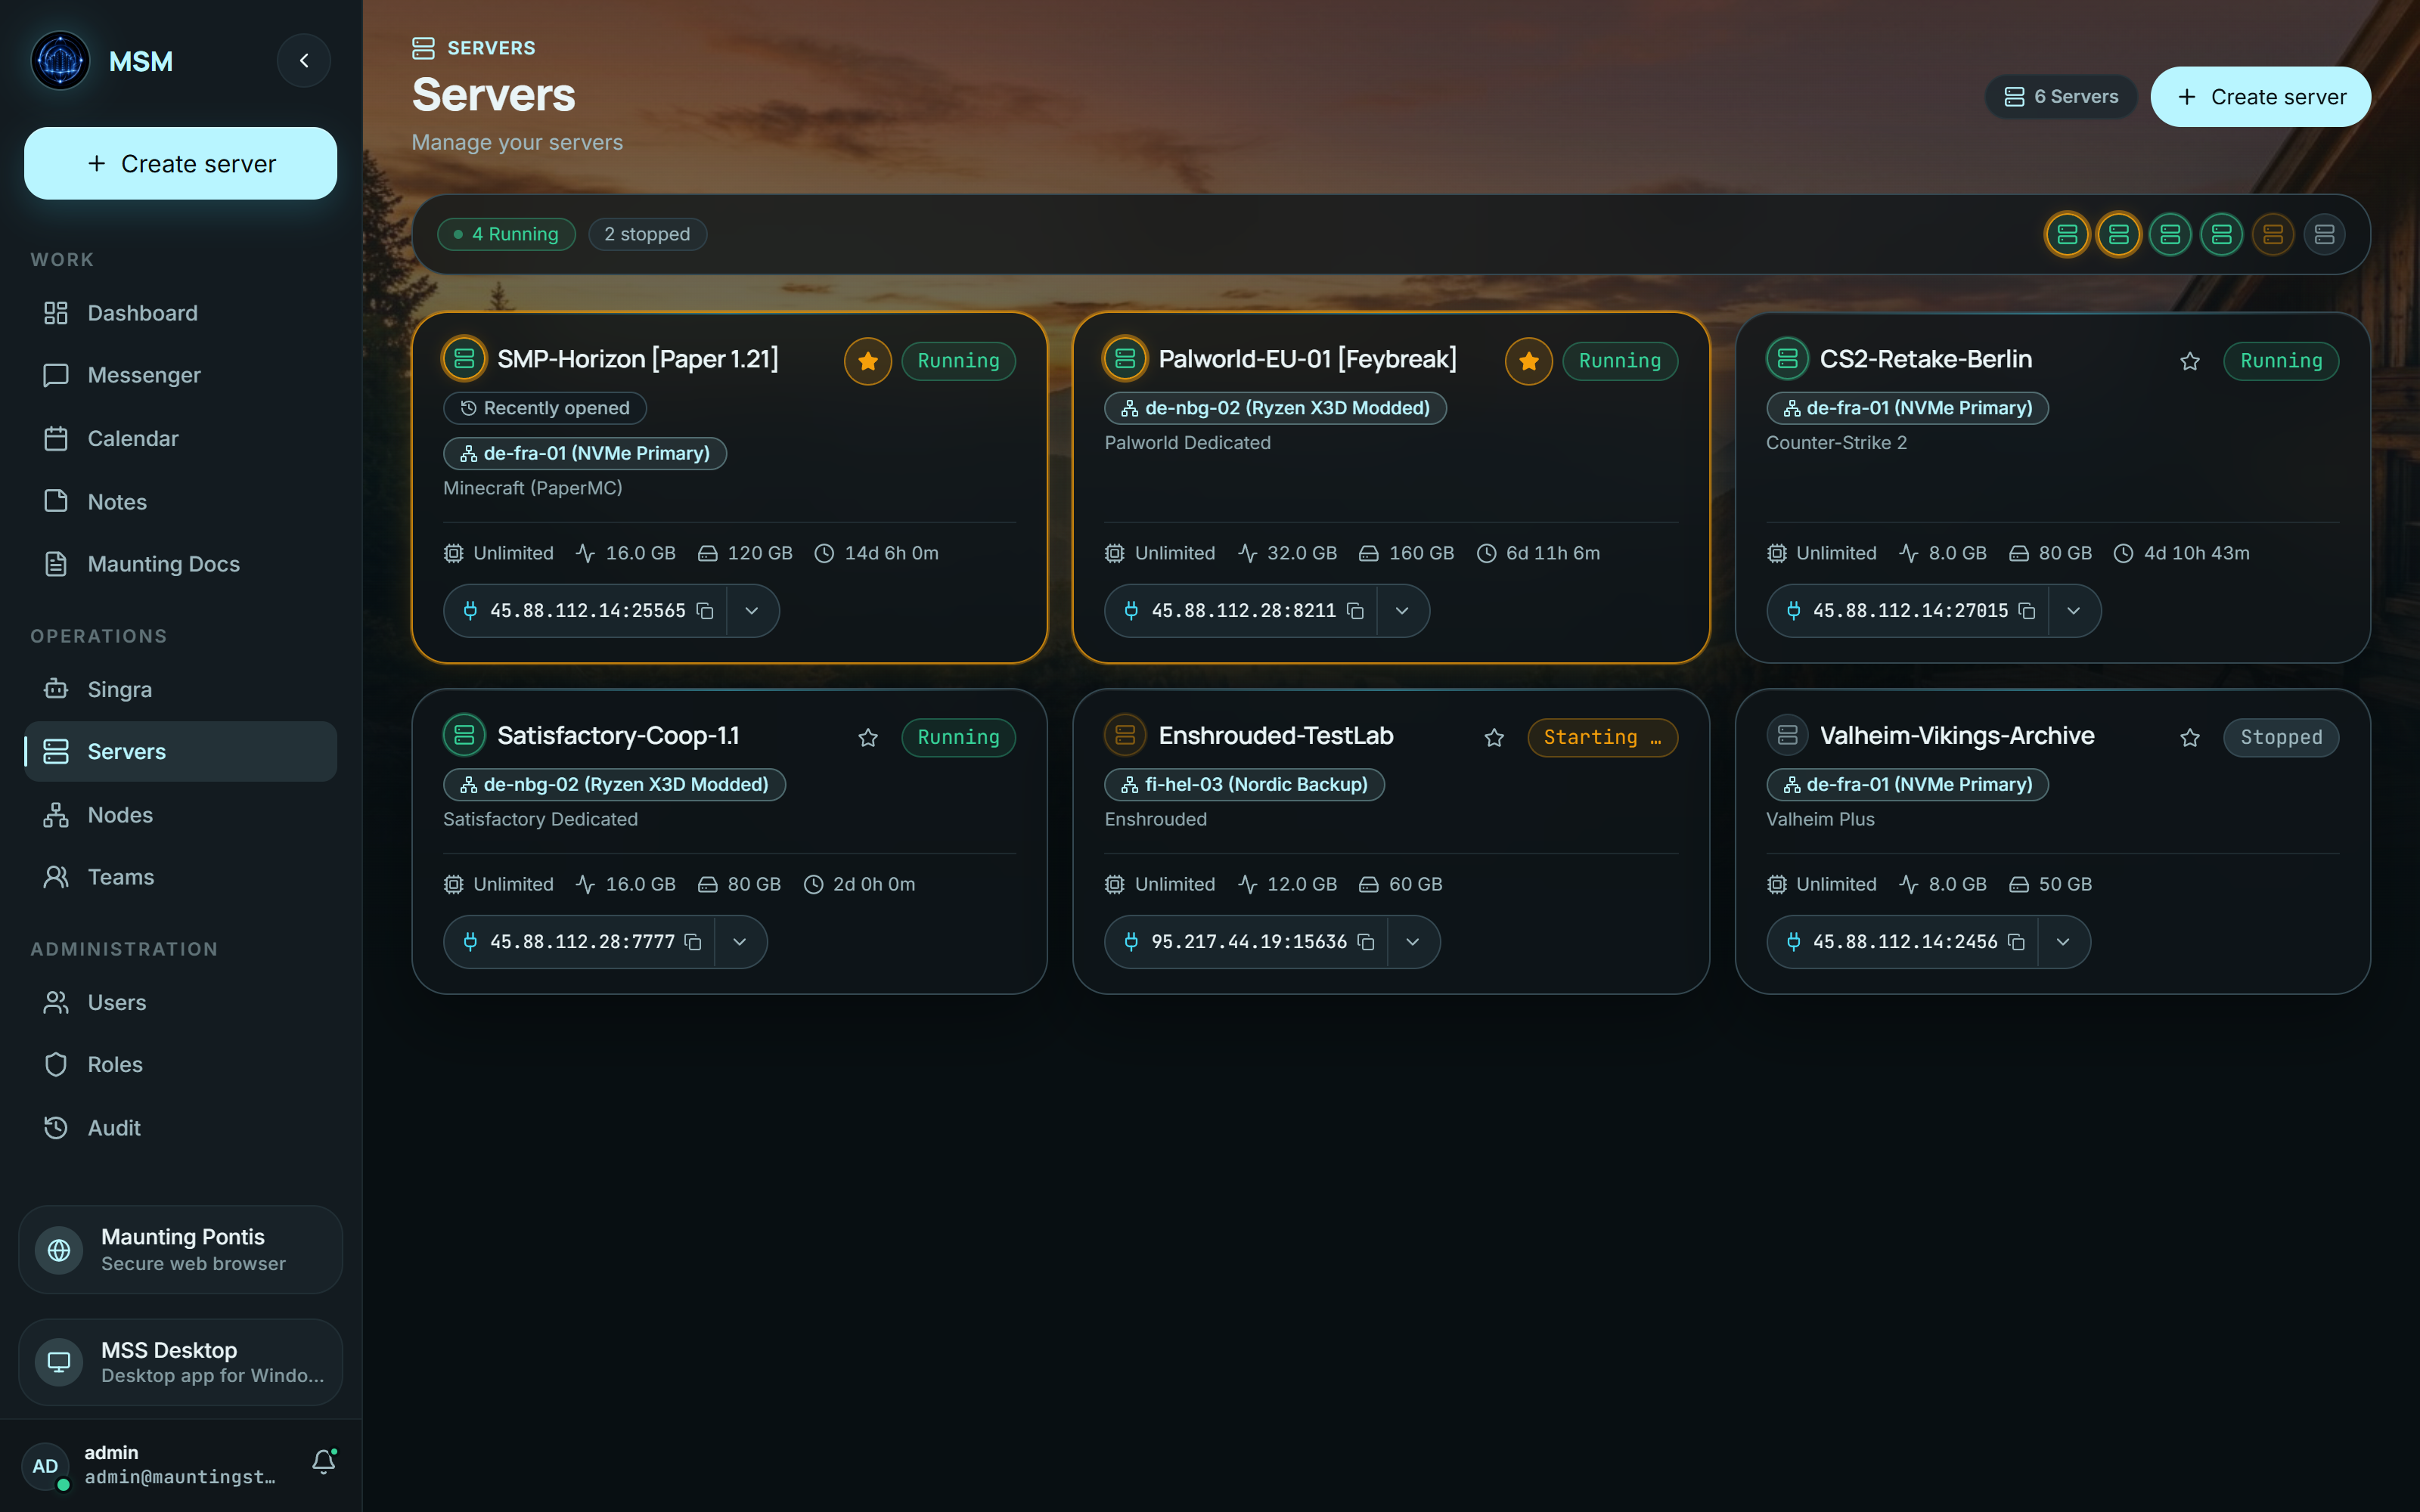 MSM
Create server
WORK
Dashboard
Messenger
Calendar
Notes
Maunting Docs
OPERATIONS
Singra
Servers
Nodes
Teams
ADMINISTRATION
Users
Roles
Audit
Maunting Pontis
Secure web browser
MSS Desktop
Desktop app for Windo...
AD
admin
admin@mauntingst…
SERVERS
Servers
Manage your servers
6 Servers
Create server
4 Running
2 stopped
SMP-Horizon [Paper 1.21]
Running
Recently opened
de-fra-01 (NVMe Primary)
Minecraft (PaperMC)
Unlimited 16.0 GB 120 GB 14d 6h 0m
45.88.112.14:25565
Palworld-EU-01 [Feybreak]
Running
de-nbg-02 (Ryzen X3D Modded)
Palworld Dedicated
Unlimited 32.0 GB 160 GB 6d 11h 6m
45.88.112.28:8211
CS2-Retake-Berlin
Running
de-fra-01 (NVMe Primary)
Counter-Strike 2
Unlimited 8.0 GB 80 GB 4d 10h 43m
45.88.112.14:27015
Satisfactory-Coop-1.1
Running
de-nbg-02 (Ryzen X3D Modded)
Satisfactory Dedicated
Unlimited 16.0 GB 80 GB 2d 0h 0m
45.88.112.28:7777
Enshrouded-TestLab
Starting …
fi-hel-03 (Nordic Backup)
Enshrouded
Unlimited 12.0 GB 60 GB
95.217.44.19:15636
Valheim-Vikings-Archive
Stopped
de-fra-01 (NVMe Primary)
Valheim Plus
Unlimited 8.0 GB 50 GB
45.88.112.14:2456